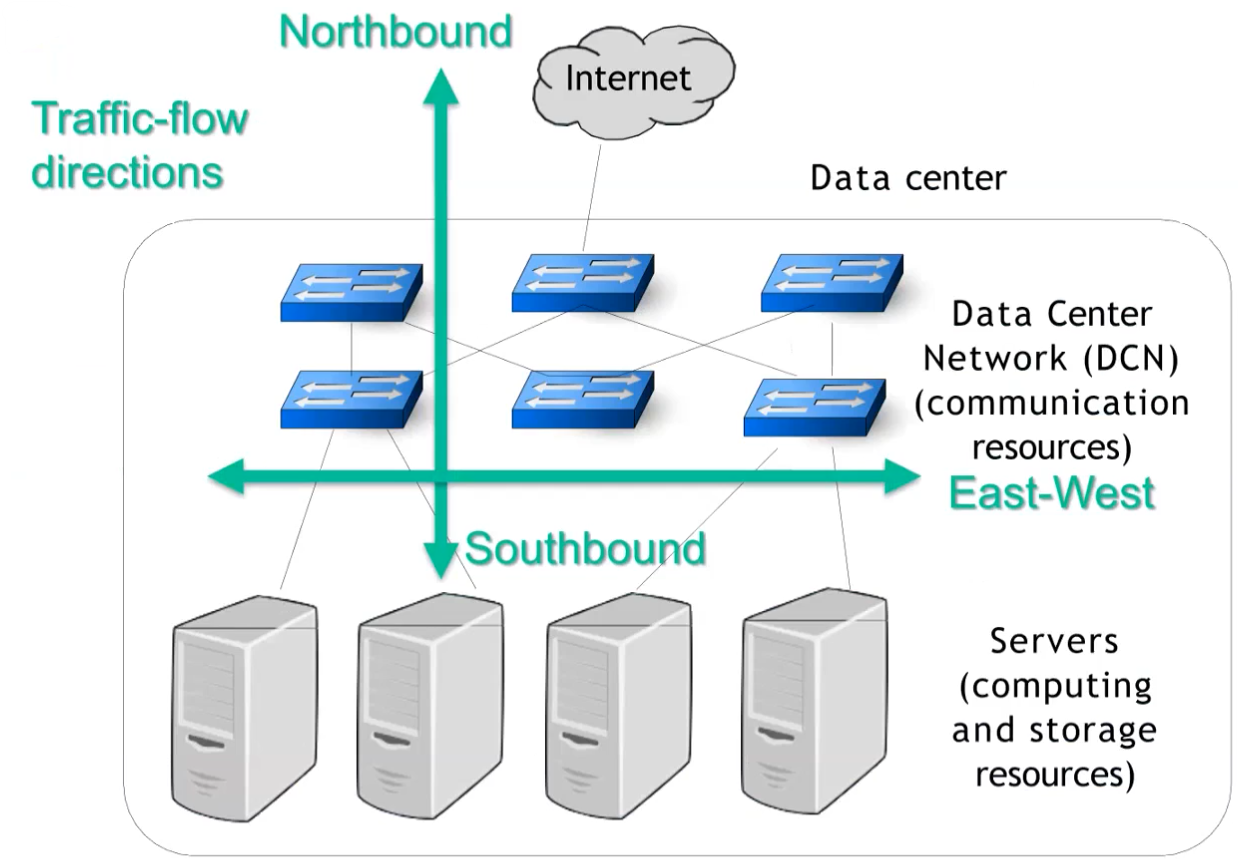 Northbound
Internet
Traffic-flow
directions
Data center
Data Center
Network (DCN)
(communication
resources)
East-West
Southbound
Servers
(computing
and storage
resources)